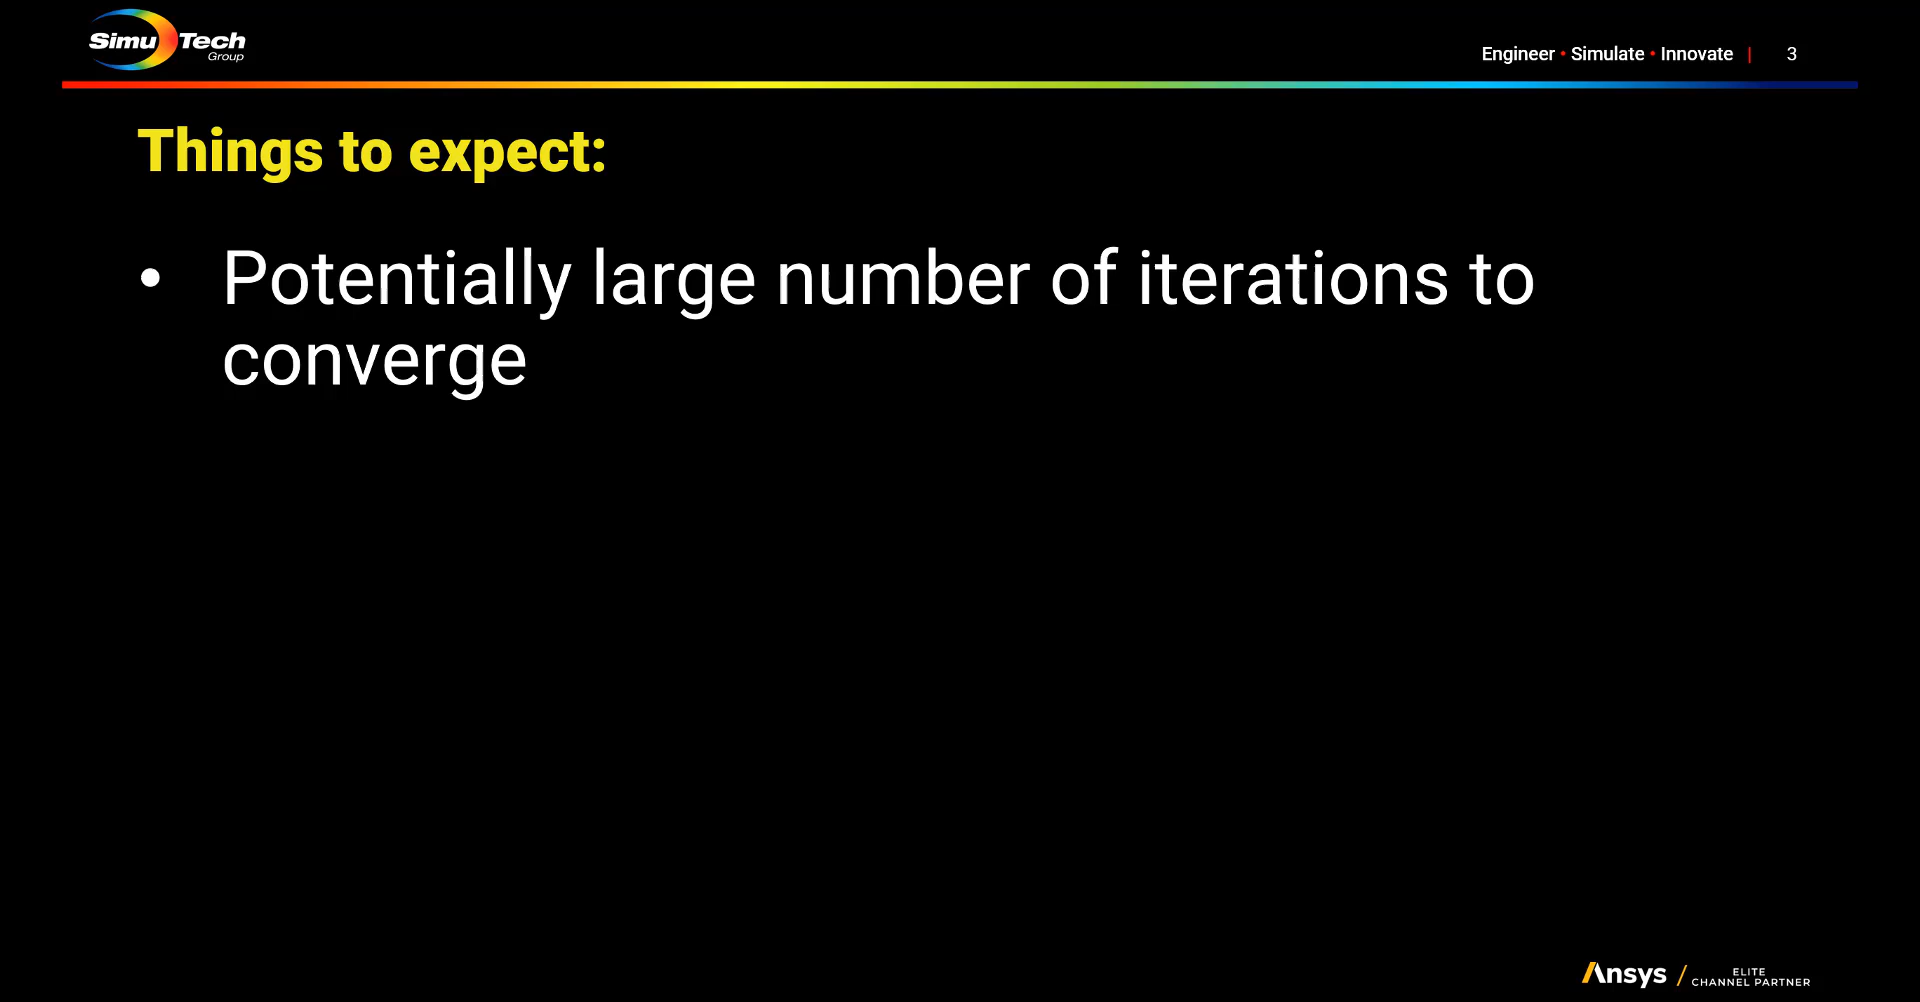 Simu Tech
Group
Engineer • Simulate • Innovate | 3
Things to expect:
• Potentially large number of iterations to
converge
Ansys / ELITE
CHANNEL PARTNER